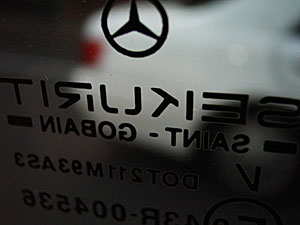 SEKURIT
SAINT - GOBAIN
V DOT211M93AS3
43R-004536